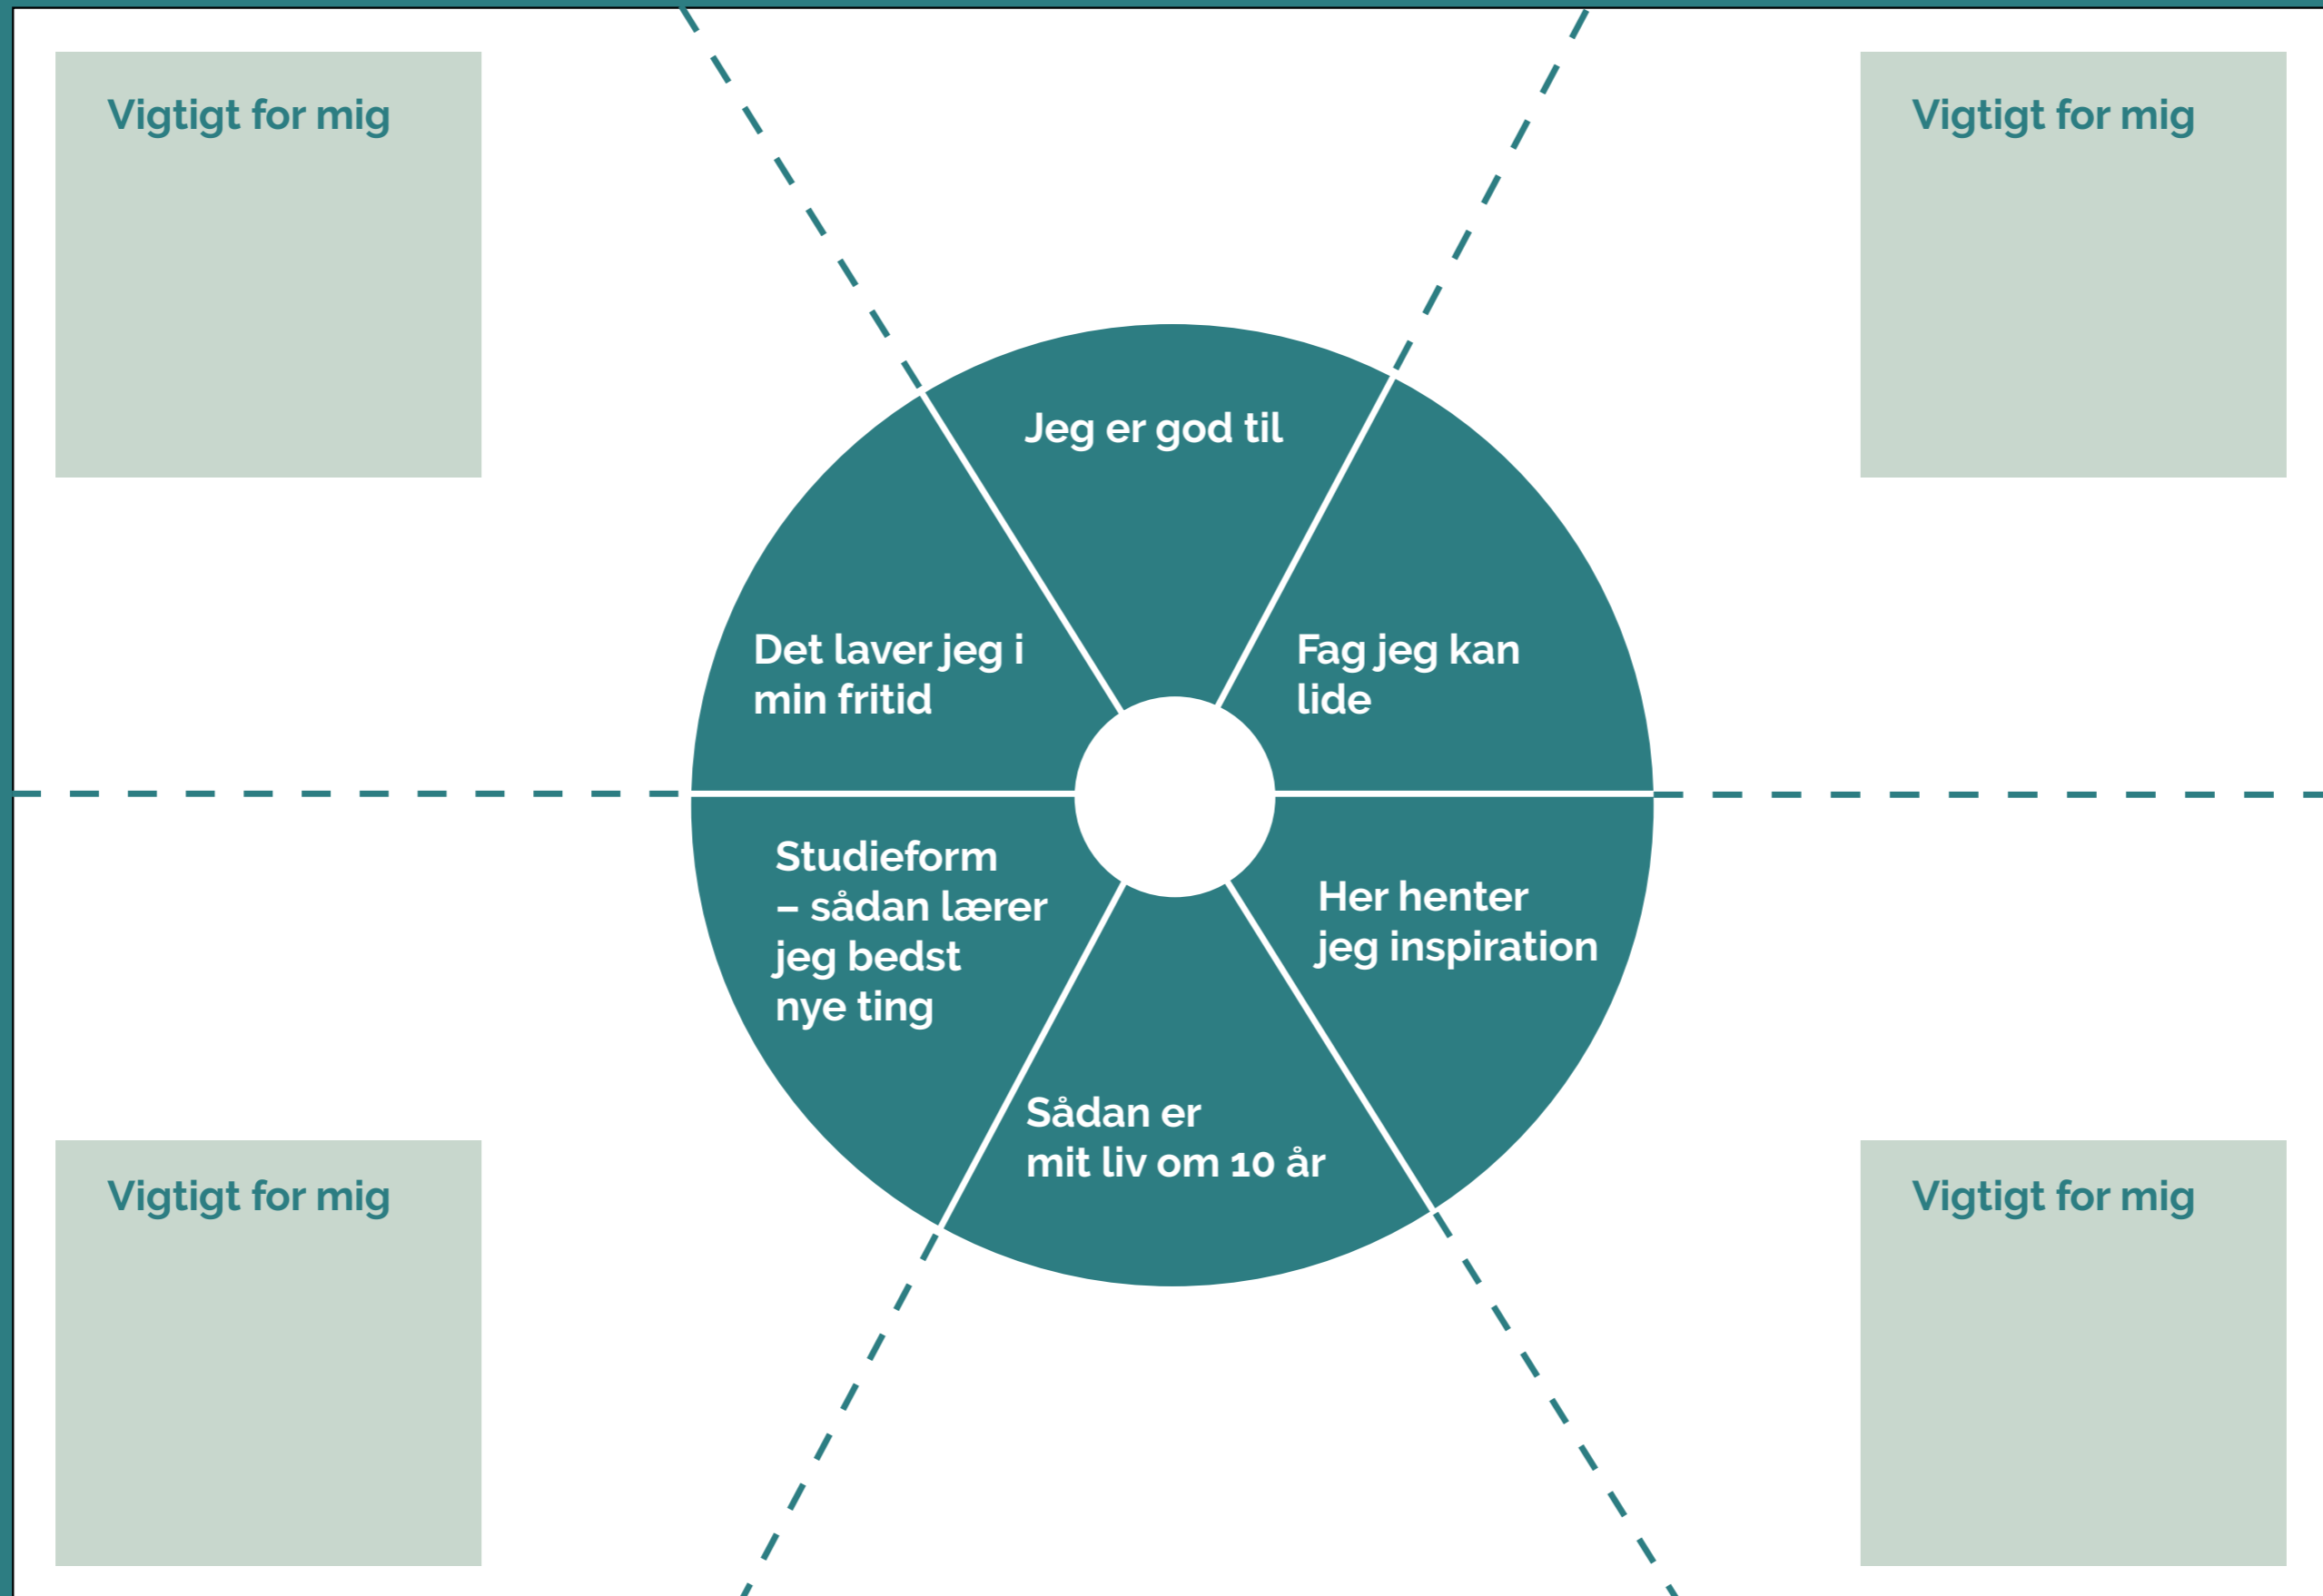 Vigtigt for mig
Vigtigt for mig
Jeg er god til
Det laver jeg i
min fritid
Fag jeg kan
lide
Studieform
– sådan lærer
jeg bedst
nye ting
Her henter
jeg inspiration
Sådan er
mit liv om 10 år
Vigtigt for mig
Vigtigt for mig